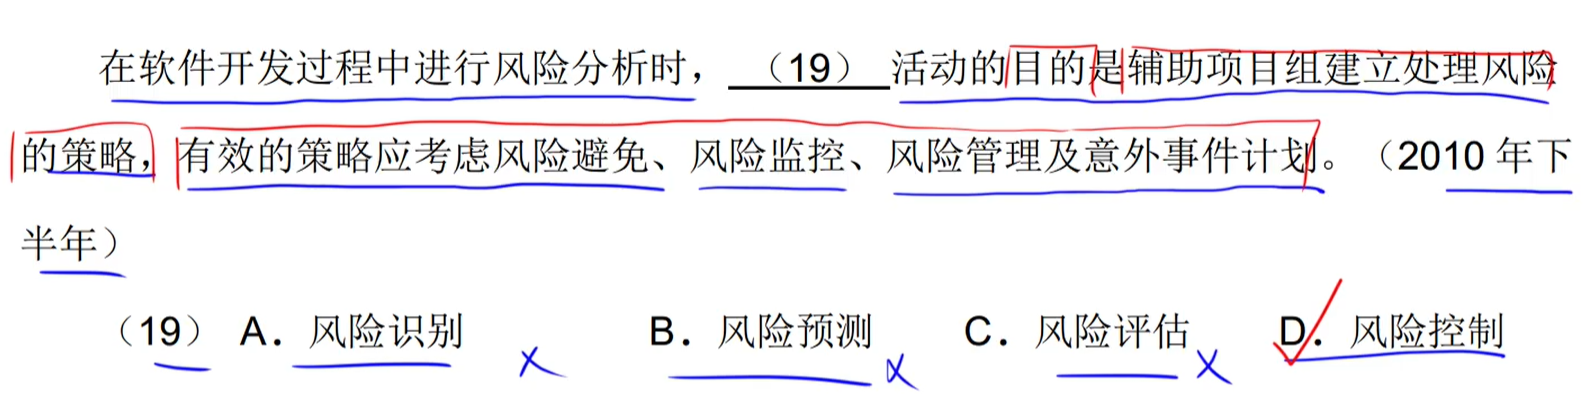 在软件开发过程中进行风险分析时，（19）活动的目的是辅助项目组建立处理风险
的策略，有效的策略应考虑风险避免、风险监控、风险管理及意外事件计划。（2010 年下
半年）
（19） A．风险识别 B．风险预测 C．风险评估 D．风险控制